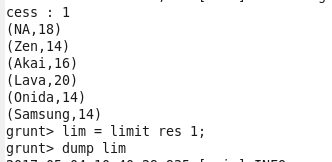 cess : 1
(NA,18)
(Zen,14)
(Akai,16)
(Lava,20)
(Onida,14)
(Samsung,14)
grunt> lim = limit res 1;
grunt> dump lim